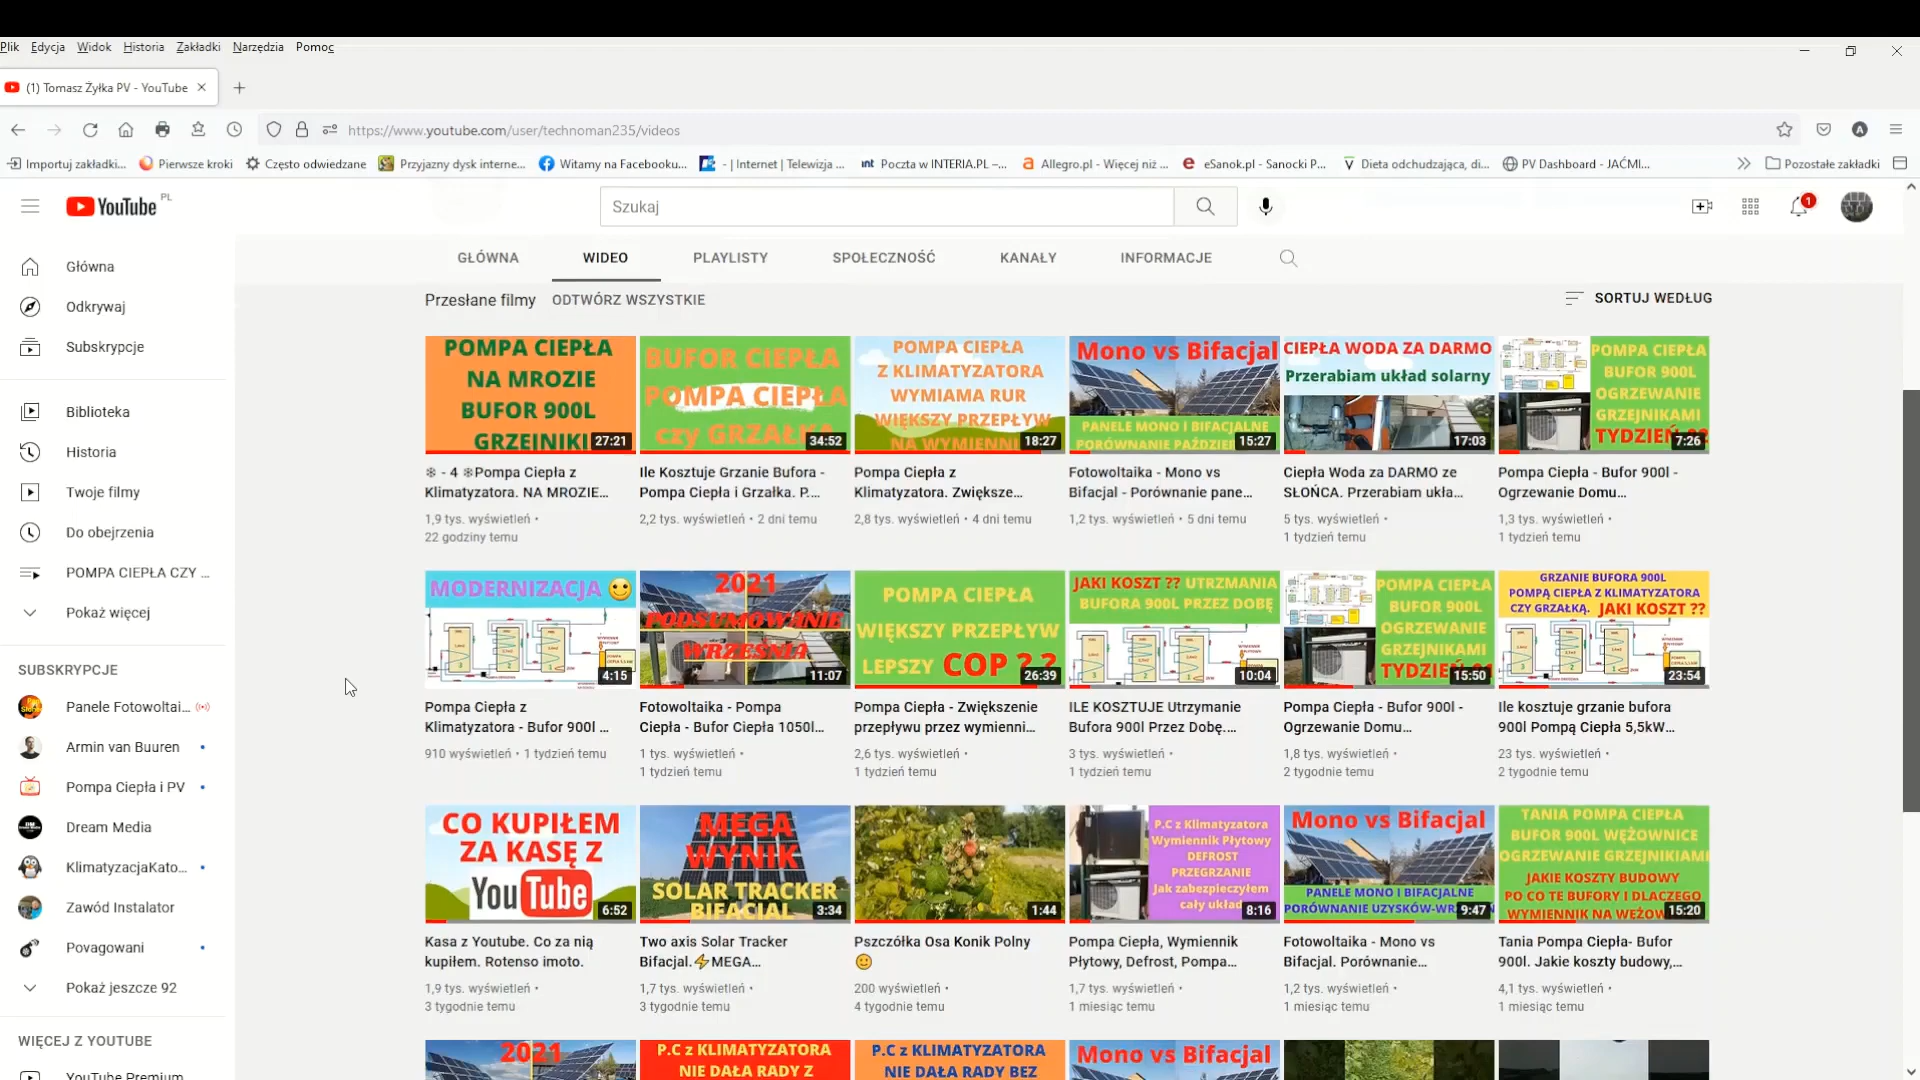 Plik Edycja Widok Historia Zakładki Narzędzia Pomoc
(1) Tomasz Żyłka PV - YouTube
https://www.youtube.com/user/technoman235/videos
Importuj zakładki... Pierwsze kroki Często odwiedzane Przyjazny dysk interne... Witamy na Facebooku... - | Internet | Telewizja ... Poczta w INTERIA.PL –... Allegro.pl - Więcej niż ... eSanok.pl - Sanocki P... Dieta odchudzająca, di... PV Dashboard - JAĆMI... Pozostałe zakładki
YouTube PL
Szukaj
1
GŁÓWNA WIDEO PLAYLISTY SPOŁECZNOŚĆ KANAŁY INFORMACJE
Przesłane filmy ODTWÓRZ WSZYSTKIE
SORTUJ WEDŁUG
Główna
Odkrywaj
Subskrypcje
Biblioteka
Historia
Twoje filmy
Do obejrzenia
POMPA CIEPŁA CZY ...
Pokaż więcej
SUBSKRYPCJE
Panele Fotowoltai...
Armin van Buuren
Pompa Ciepła i PV
Dream Media
KlimatyzacjaKato...
Zawód Instalator
Povagowani
Pokaż jeszcze 92
WIĘCEJ Z YOUTUBE
YouTube Premium
POMPA CIEPŁA
NA MROZIE
BUFOR 900L
GRZEJNIKI
27:21
❄ - 4 ❄Pompa Ciepła z
Klimatyzatora. NA MROZIE...
1,9 tys. wyświetleń •
22 godziny temu
BUFOR CIEPŁA
POMPA CIEPŁA
czy GRZAŁKA
34:52
Ile Kosztuje Grzanie Bufora -
Pompa Ciepła i Grzałka. P....
2,2 tys. wyświetleń • 2 dni temu
POMPA CIEPŁA
Z KLIMATYZATORA
WYMIAMA RUR
WIĘKSZY PRZEPŁYW
NA WYMIENNI
18:27
Pompa Ciepła z
Klimatyzatora. Zwiększe...
2,8 tys. wyświetleń • 4 dni temu
Mono vs Bifacjal
PANELE MONO I BIFACJALNE
PORÓWNANIE PAŹDZIER
15:27
Fotowoltaika - Mono vs
Bifacjal - Porównanie pane...
1,2 tys. wyświetleń • 5 dni temu
CIEPŁA WODA ZA DARMO
Przerabiam układ solarny
17:03
Ciepła Woda za DARMO ze
SŁOŃCA. Przerabiam ukła...
5 tys. wyświetleń •
1 tydzień temu
POMPA CIEPŁA
BUFOR 900L
OGRZEWANIE
GRZEJNIKAMI
TYDZIEŃ
7:26
Pompa Ciepła - Bufor 900l -
Ogrzewanie Domu...
1,3 tys. wyświetleń •
1 tydzień temu
MODERNIZACJA
4:15
Pompa Ciepła z
Klimatyzatora - Bufor 900l ...
910 wyświetleń • 1 tydzień temu
2021
PODSUMOWANIE
WRZEŚNIA
11:07
Fotowoltaika - Pompa
Ciepła - Bufor Ciepła 1050l...
1 tys. wyświetleń •
1 tydzień temu
POMPA CIEPŁA
WIĘKSZY PRZEPŁYW
LEPSZY COP ? ?
26:39
Pompa Ciepła - Zwiększenie
przepływu przez wymienni...
2,6 tys. wyświetleń •
1 tydzień temu
JAKI KOSZT ?? UTRZMANIA
BUFORA 900L PRZEZ DOBĘ
10:04
ILE KOSZTUJE Utrzymanie
Bufora 900l Przez Dobę....
3 tys. wyświetleń •
1 tydzień temu
POMPA CIEPŁA
BUFOR 900L
OGRZEWANIE
GRZEJNIKAMI
TYDZIEŃ
15:50
Pompa Ciepła - Bufor 900l -
Ogrzewanie Domu...
1,8 tys. wyświetleń •
2 tygodnie temu
GRZANIE BUFORA 900L
POMPĄ CIEPŁA Z KLIMATYZATORA
CZY GRZAŁKĄ. JAKI KOSZT ??
23:54
Ile kosztuje grzanie bufora
900l Pompą Ciepła 5,5kW...
23 tys. wyświetleń •
2 tygodnie temu
CO KUPIŁEM
ZA KASĘ Z
YouTube
6:52
Kasa z Youtube. Co za nią
kupiłem. Rotenso imoto.
1,9 tys. wyświetleń •
3 tygodnie temu
MEGA
WYNIK
SOLAR TRACKER
BIFACJAL
3:34
Two axis Solar Tracker
Bifacjal.⚡MEGA...
1,7 tys. wyświetleń •
3 tygodnie temu
1:44
Pszczółka Osa Konik Polny
🙂
200 wyświetleń •
4 tygodnie temu
P.C z Klimatyzatora
Wymiennik Płytowy
DEFROST
PRZEGRZANIE
Jak zabezpieczyłem
cały układ
8:16
Pompa Ciepła, Wymiennik
Płytowy, Defrost, Pompa...
1,7 tys. wyświetleń •
1 miesiąc temu
Mono vs Bifacjal
PANELE MONO I BIFACJALNE
PORÓWNANIE UZYSKÓW-WRZ
9:47
Fotowoltaika - Mono vs
Bifacjal. Porównanie...
1,2 tys. wyświetleń •
1 miesiąc temu
TANIA POMPA CIEPŁA
BUFOR 900L WĘŻOWNICE
OGRZEWANIE GRZEJNIKIAMI
JAKIE KOSZTY BUDOWY
PO CO TE BUFORY I DLACZEGO
WYMIENNIK NA WĘŻOW
15:20
Tania Pompa Ciepła- Bufor
900l. Jakie koszty budowy,...
4,1 tys. wyświetleń •
1 miesiąc temu
2021
P.C z KLIMATYZATORA
NIE DAŁA RADY Z
P.C z KLIMATYZATORA
NIE DAŁA RADY BEZ
Mono vs Bifacjal